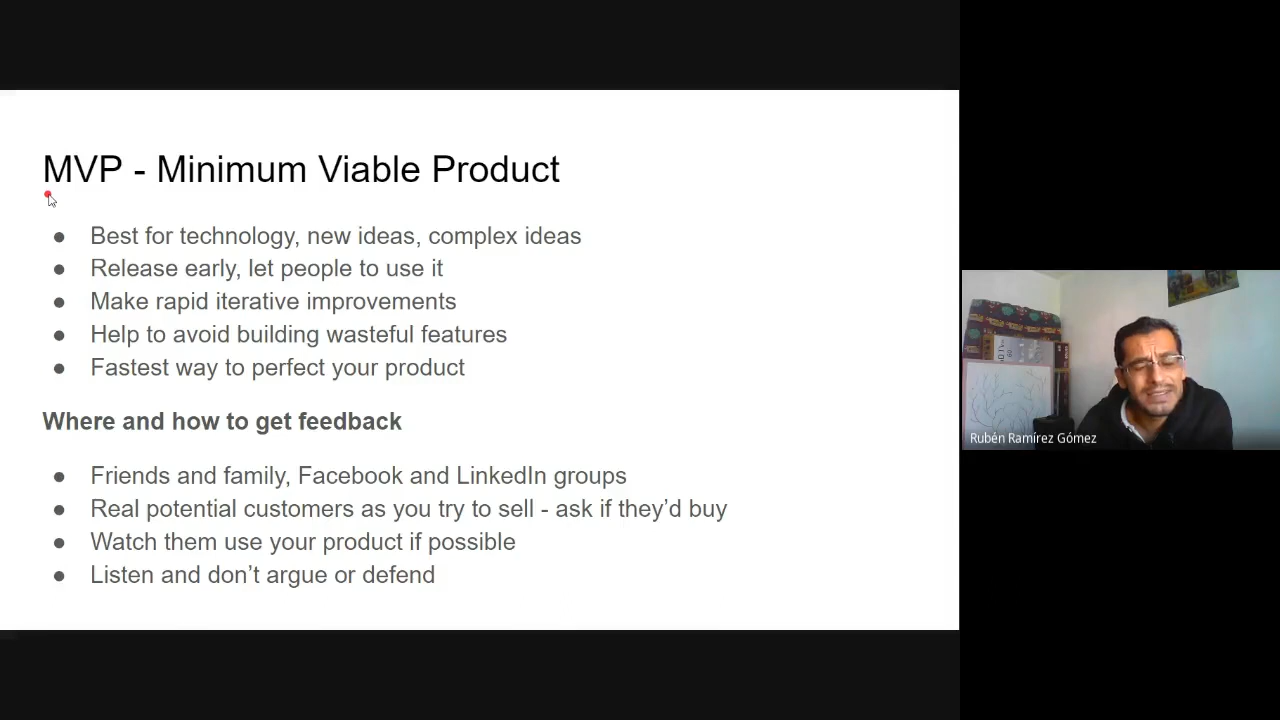 MVP - Minimum Viable Product
● Best for technology, new ideas, complex ideas
● Release early, let people to use it
● Make rapid iterative improvements
● Help to avoid building wasteful features
● Fastest way to perfect your product
Where and how to get feedback
● Friends and family, Facebook and LinkedIn groups
● Real potential customers as you try to sell - ask if they’d buy
● Watch them use your product if possible
● Listen and don’t argue or defend
Rubén Ramírez Gómez